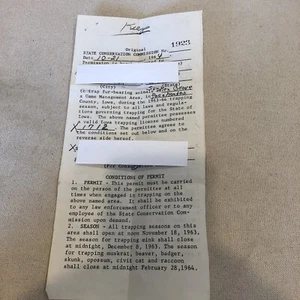 Keep
Original
STATE CONSERVATION COMMISSION No. 1923
Date 10-21 1964
Permission is
(City)
to trap fur-bearing animals
a Game Management Area, in
County, Iowa, during the 1963-64 trapping
season, subject to all laws and regula-
tions governing trapping for the State of
Iowa. The above named permittee possesses
a valid Iowa trapping license numbered
X1712. The permittee
the conditions set out below and on the
reverse side hereof.
X
(For Conservation
CONDITIONS OF PERMIT
1. PERMIT - This permit must be carried
on the person of the permittee at all
times when engaged in trapping on the
above named area. It shall be exhibited
to any law enforcement officer or to any
employee of the State Conservation Com-
mission upon demand.
2. SEASON - All trapping seasons on this
area shall open at noon November 18, 1963.
The season for trapping mink shall close
at midnight, December 8, 1963. The season
for trapping muskrat, beaver, badger,
skunk, opossum, civet cat and raccoon
shall close at midnight February 28, 1964.